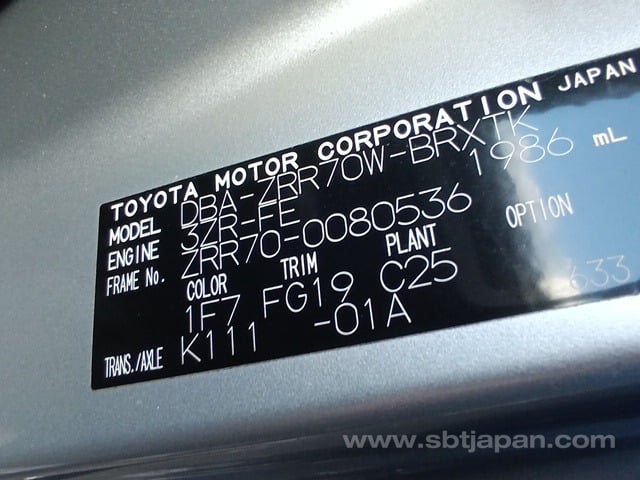 TOYOTA MOTOR CORPORATION JAPAN
MODEL DBA-ZRR70W-BRXTK
ENGINE 3ZR-FE 1986 mL
FRAME No. ZRR70-0080536
COLOR TRIM PLANT OPTION
1F7 FG19 C25 633
TRANS./AXLE K111 -01A
www.sbtjapan.com